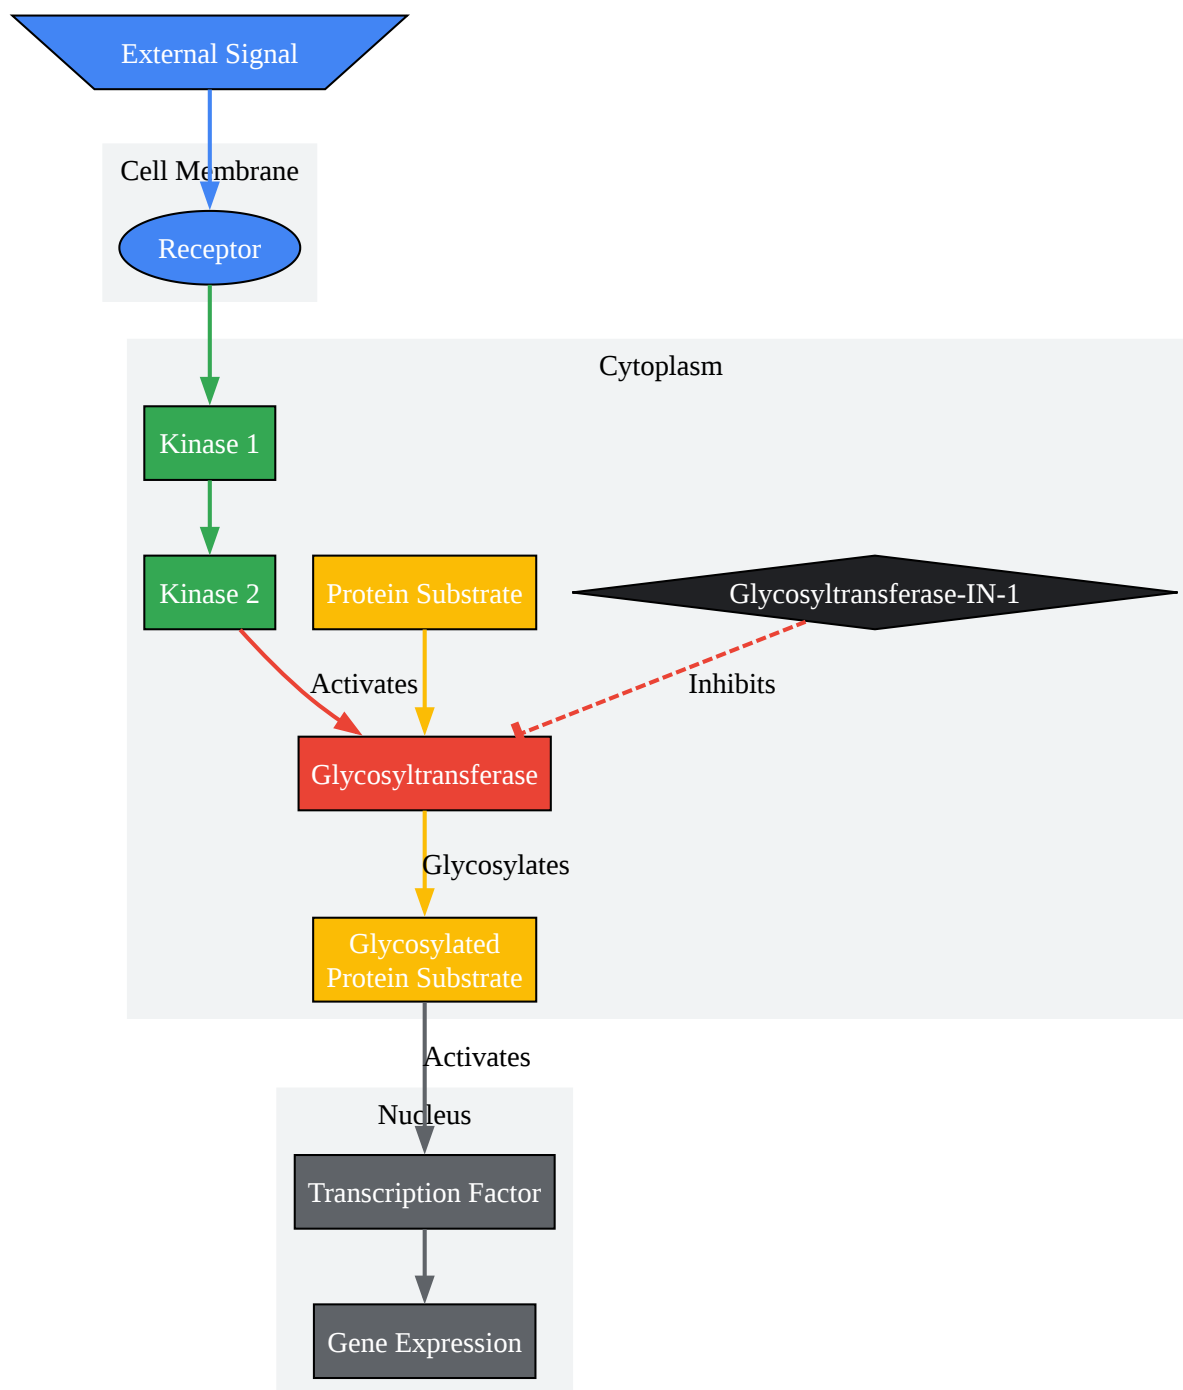 External Signal
Cell Membrane
Receptor
Cytoplasm
Kinase 1
Kinase 2
Protein Substrate
Glycosyltransferase-IN-1
Activates
Inhibits
Glycosyltransferase
Glycosylates
Glycosylated
Protein Substrate
Activates
Nucleus
Transcription Factor
Gene Expression